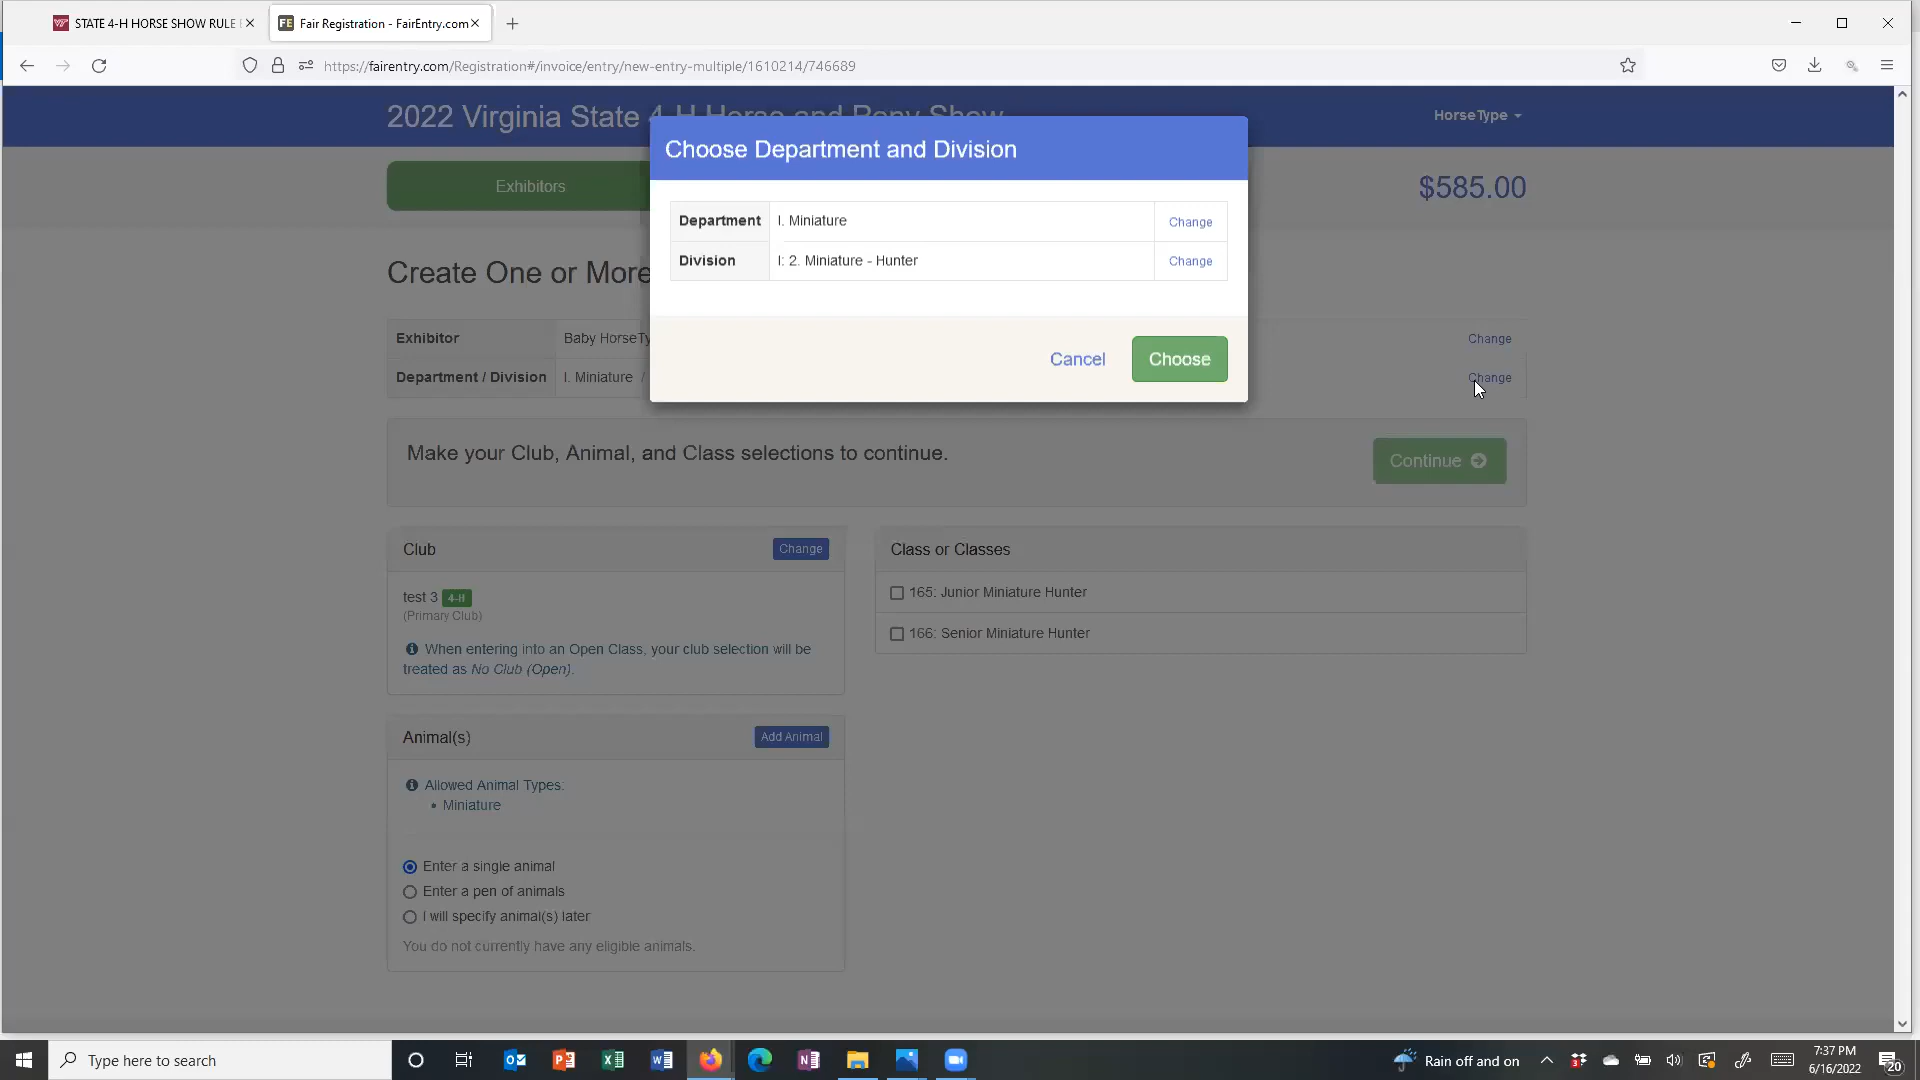 STATE 4-H HORSE SHOW RULE
FE Fair Registration - FairEntry.com
https://fairentry.com/Registration#/invoice/entry/new-entry-multiple/1610214/746689
2022 Virginia State 4-H Horse and Pony Show
HorseType
Choose Department and Division
Exhibitors
$585.00
Department I. Miniature Change
Division I: 2. Miniature - Hunter Change
Create One or More
Cancel Choose
Exhibitor Baby HorseTy Change
Department / Division I. Miniature / Change
Make your Club, Animal, and Class selections to continue.
Continue
Club Change
test 3 4-H
(Primary Club)
When entering into an Open Class, your club selection will be
treated as No Club (Open).
Class or Classes
165: Junior Miniature Hunter
166: Senior Miniature Hunter
Animal(s) Add Animal
Allowed Animal Types:
• Miniature
Enter a single animal
Enter a pen of animals
I will specify animal(s) later
You do not currently have any eligible animals.
Type here to search
Rain off and on
7:37 PM
6/16/2022
20